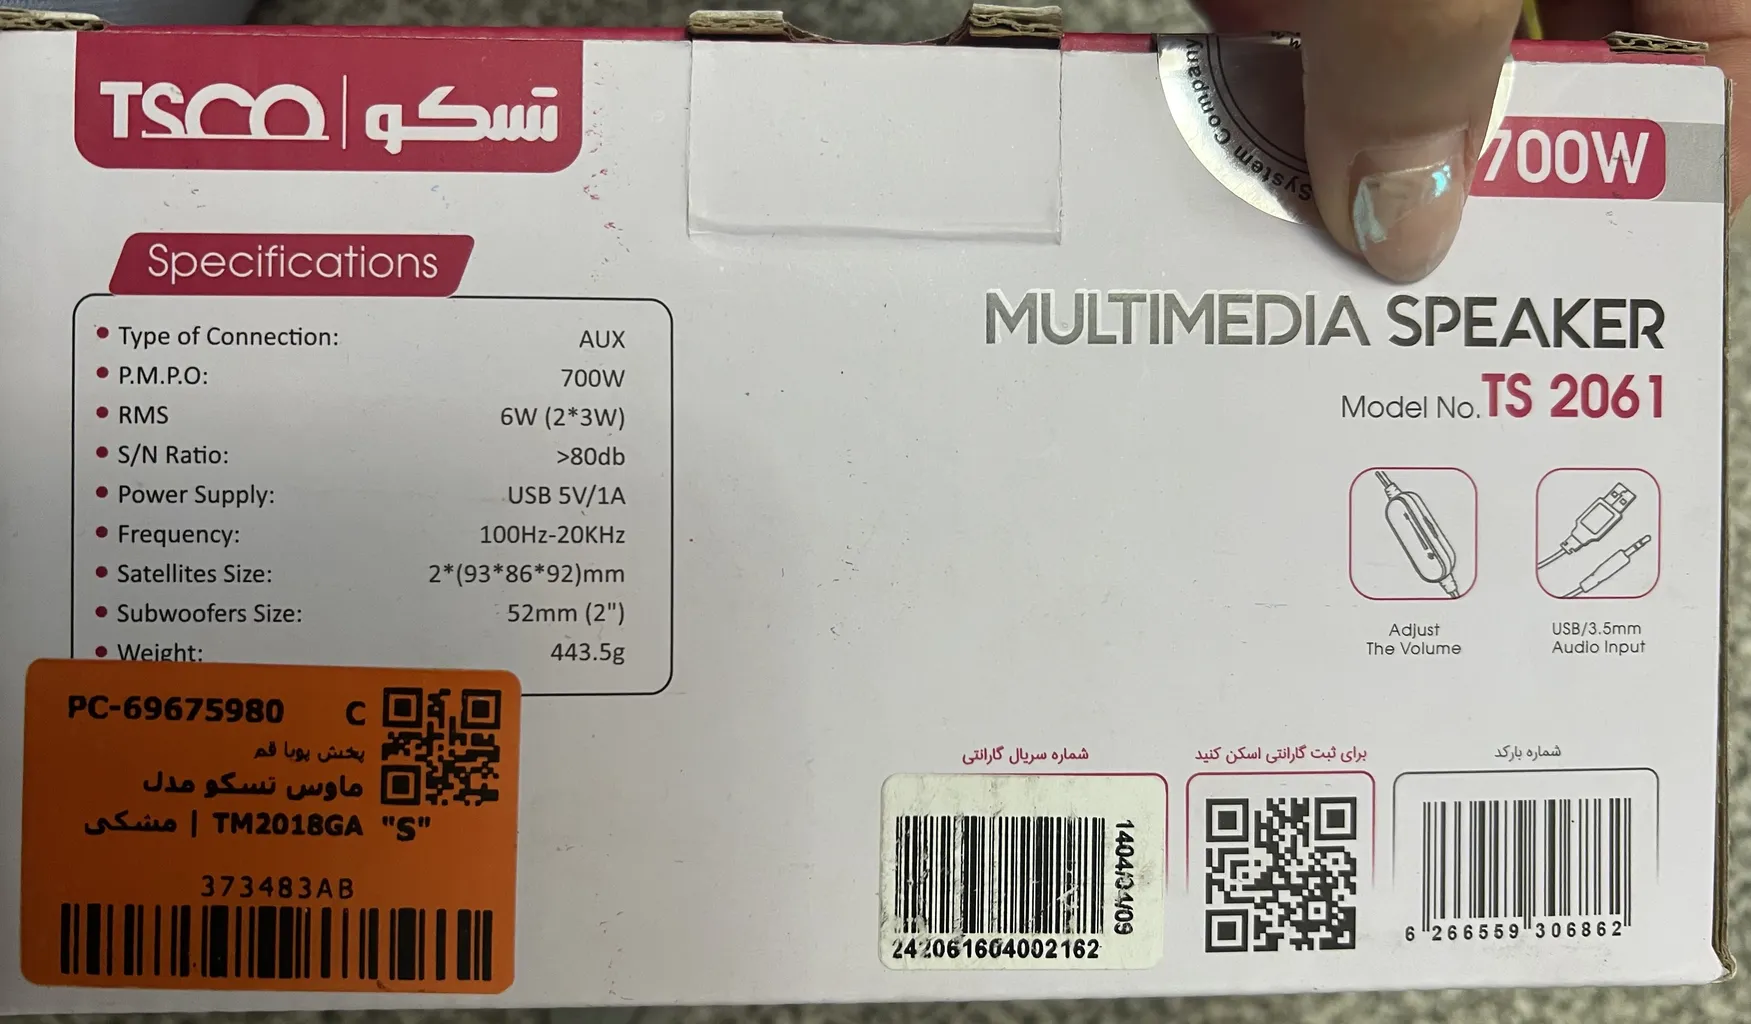 TSCO | تسکو
System Company
700W
Specifications
• Type of Connection: AUX
• P.M.P.O: 700W
• RMS 6W (2*3W)
• S/N Ratio: >80db
• Power Supply: USB 5V/1A
• Frequency: 100Hz-20KHz
• Satellites Size: 2*(93*86*92)mm
• Subwoofers Size: 52mm (2")
• Weight: 443.5g
MULTIMEDIA SPEAKER
Model No. TS 2061
Adjust
The Volume
USB/3.5mm
Audio Input
PC-69675980 C
پخش پویا قم
ماوس تسکو مدل
TM2018GA "S" | مشکی
373483AB
شماره سریال گارانتی
1404/04/09
242061604002162
برای ثبت گارانتی اسکن کنید
شماره بارکد
6 266559 306862